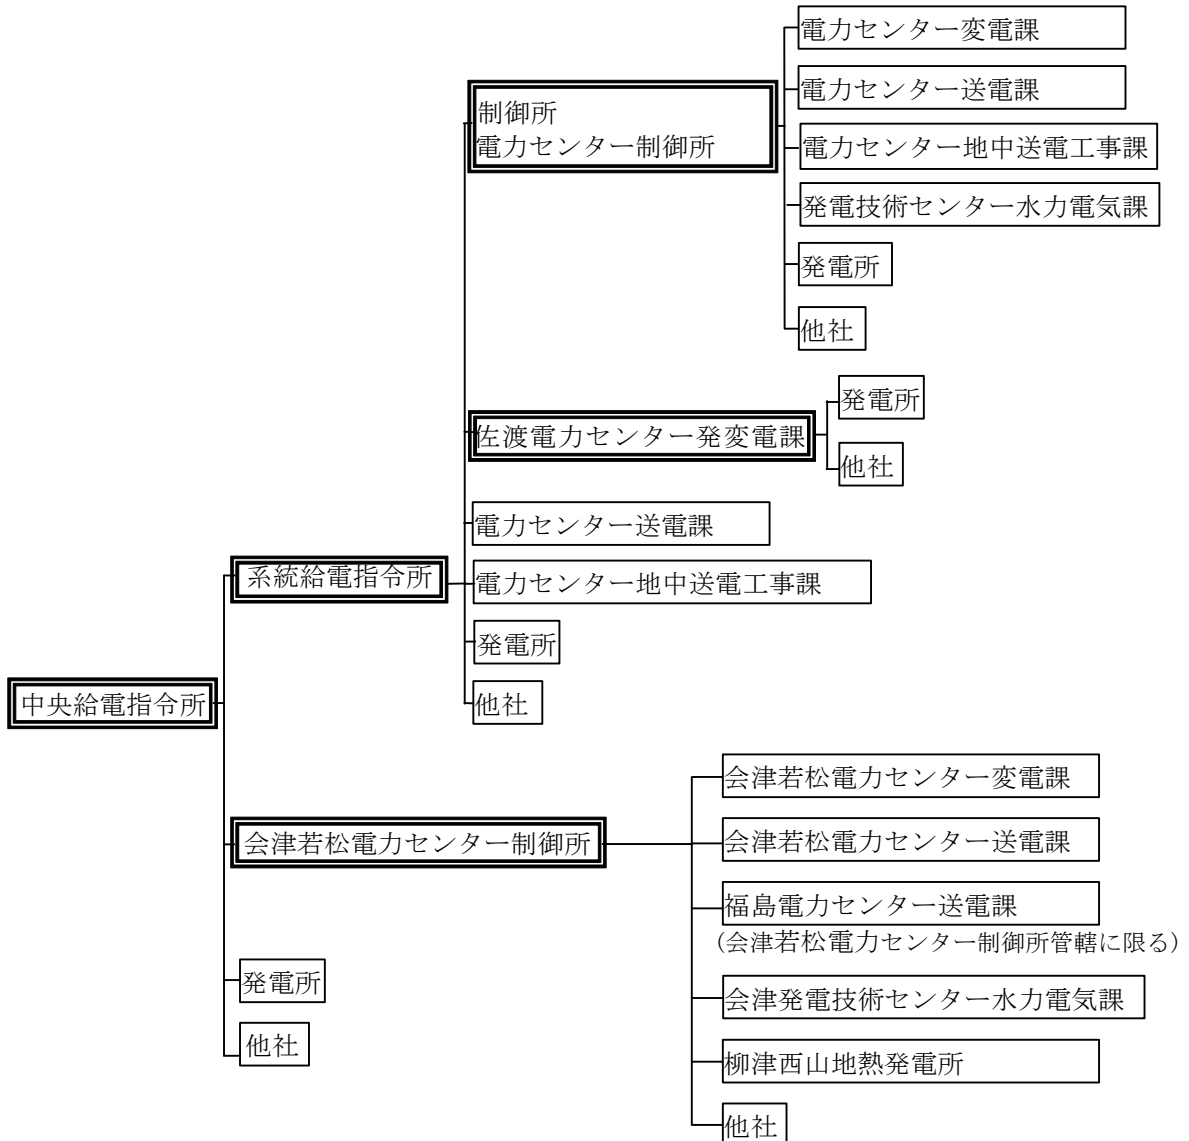 電力センター変電課
電力センター送電課
制御所
電力センター制御所
電力センター地中送電工事課
発電技術センター水力電気課
発電所
他社
佐渡電力センター発変電課
発電所
他社
電力センター送電課
系統給電指令所
電力センター地中送電工事課
発電所
他社
中央給電指令所
会津若松電力センター変電課
会津若松電力センター制御所
会津若松電力センター送電課
福島電力センター送電課
(会津若松電力センター制御所管轄に限る)
発電所
会津発電技術センター水力電気課
他社
柳津西山地熱発電所
他社